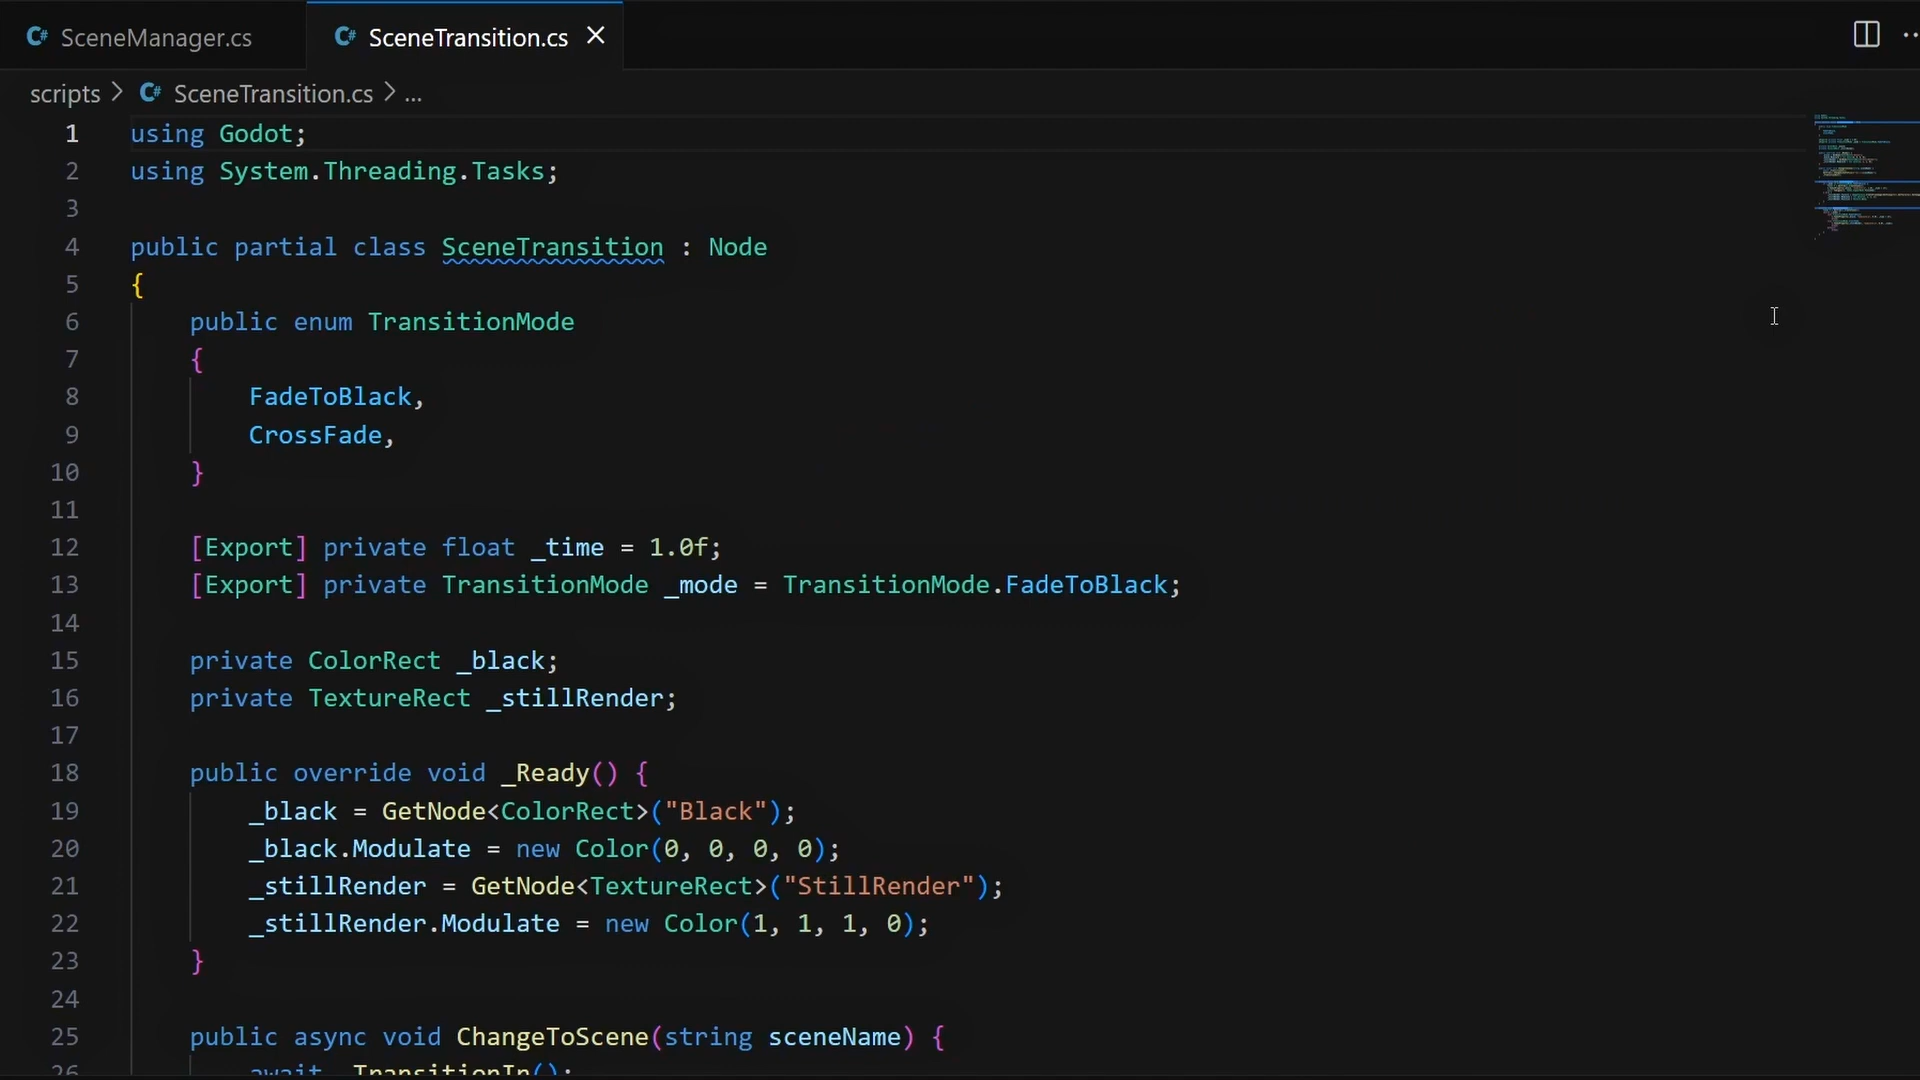 SceneManager.cs
SceneTransition.cs
scripts > SceneTransition.cs > ...
1 using Godot;
2 using System.Threading.Tasks;
3
4 public partial class SceneTransition : Node
5 {
6 public enum TransitionMode
7 {
8 FadeToBlack,
9 CrossFade,
10 }
11
12 [Export] private float _time = 1.0f;
13 [Export] private TransitionMode _mode = TransitionMode.FadeToBlack;
14
15 private ColorRect _black;
16 private TextureRect _stillRender;
17
18 public override void _Ready() {
19 _black = GetNode<ColorRect>("Black");
20 _black.Modulate = new Color(0, 0, 0, 0);
21 _stillRender = GetNode<TextureRect>("StillRender");
22 _stillRender.Modulate = new Color(1, 1, 1, 0);
23 }
24
25 public async void ChangeToScene(string sceneName) {
26 await _TransitionIn();